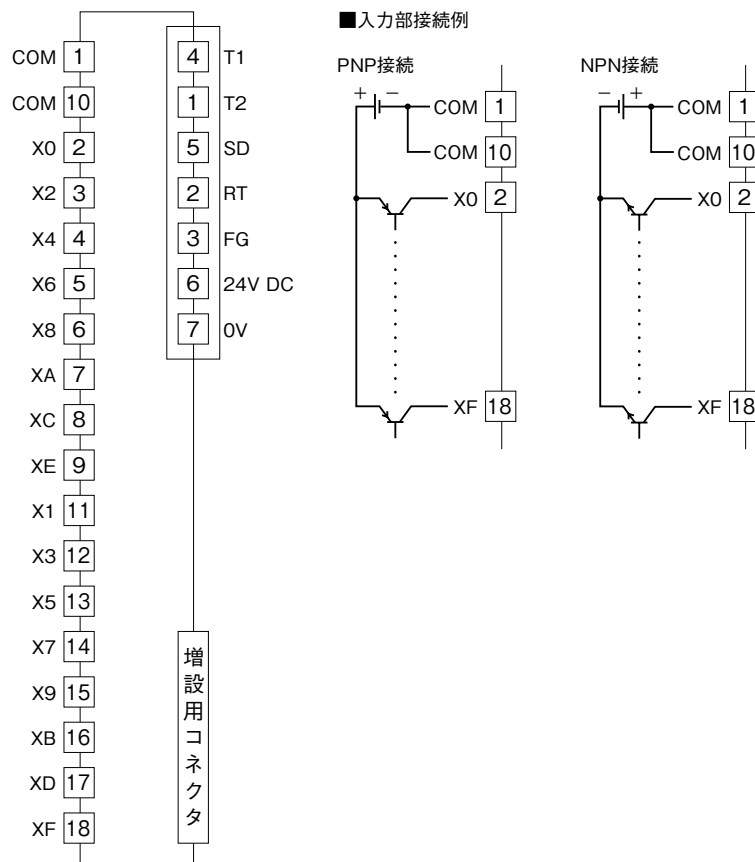 ■入力部接続例
COM 1
COM 10
X0 2
X2 3
X4 4
X6 5
X8 6
XA 7
XC 8
XE 9
X1 11
X3 12
X5 13
X7 14
X9 15
XB 16
XD 17
XF 18
4 T1
1 T2
5 SD
2 RT
3 FG
6 24V DC
7 0V
増設用コネクタ
PNP接続
+ −
COM 1
COM 10
X0 2
XF 18
NPN接続
− +
COM 1
COM 10
X0 2
XF 18